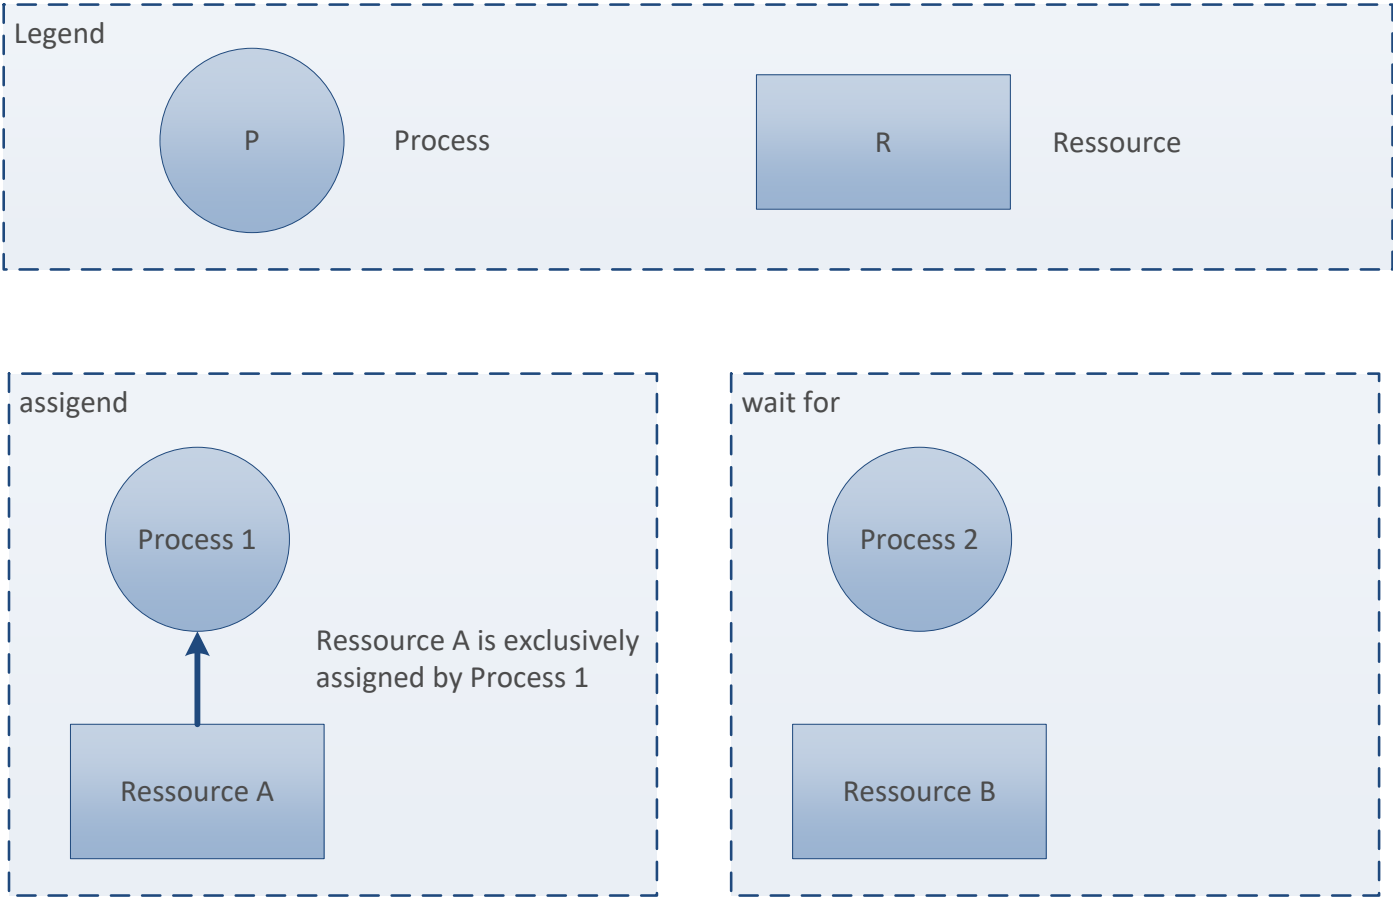 Legend
P
Process
R
Ressource
assigend
Process 1
Ressource A is exclusively
assigned by Process 1
Ressource A
wait for
Process 2
Ressource B